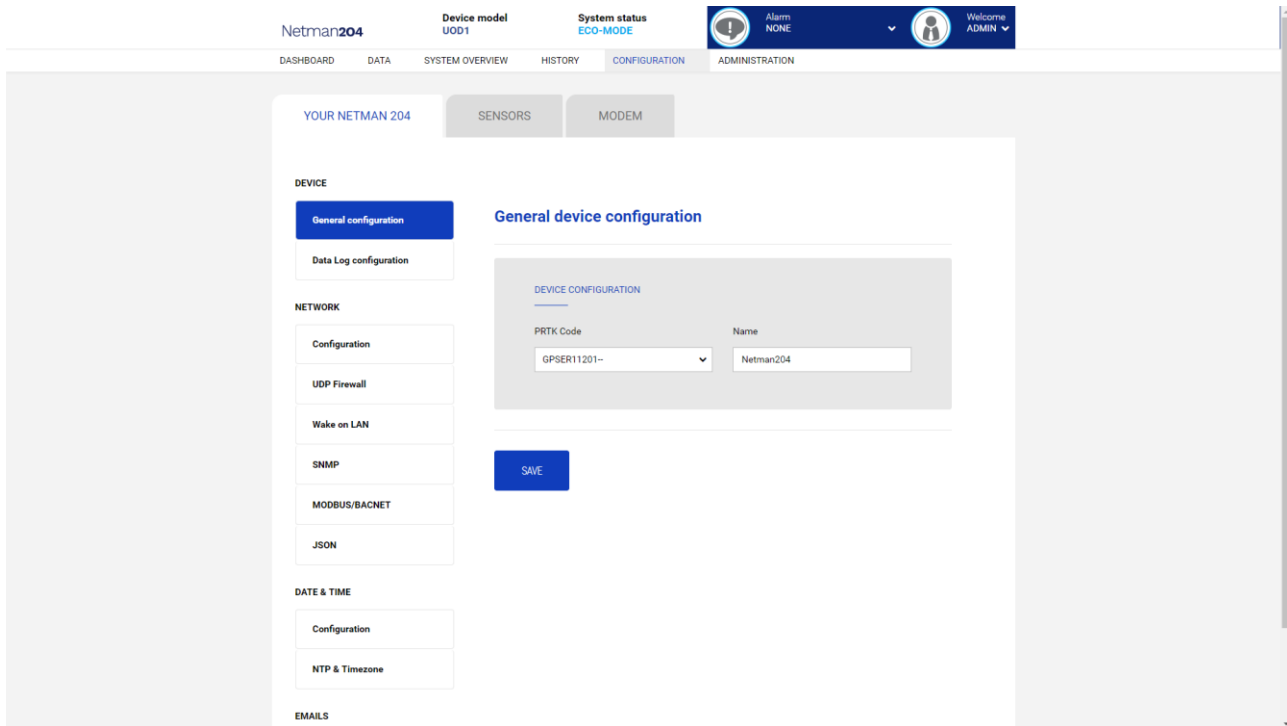 Netman204
Device model
UOD1
System status
ECO-MODE
Alarm
NONE
Welcome
ADMIN
DASHBOARD DATA SYSTEM OVERVIEW HISTORY CONFIGURATION ADMINISTRATION
YOUR NETMAN 204 SENSORS MODEM
DEVICE
General configuration
Data Log configuration
NETWORK
Configuration
UDP Firewall
Wake on LAN
SNMP
MODBUS/BACNET
JSON
DATE & TIME
Configuration
NTP & Timezone
EMAILS
General device configuration
DEVICE CONFIGURATION
PRTK Code
GPSER11201--
Name
Netman204
SAVE